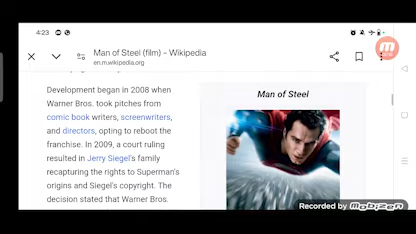 4:23
Man of Steel (film) - Wikipedia
en.m.wikipedia.org
Development began in 2008 when
Warner Bros. took pitches from
comic book writers, screenwriters,
and directors, opting to reboot the
franchise. In 2009, a court ruling
resulted in Jerry Siegel's family
recapturing the rights to Superman's
origins and Siegel's copyright. The
decision stated that Warner Bros.
Man of Steel
Recorded by MOBIZEN